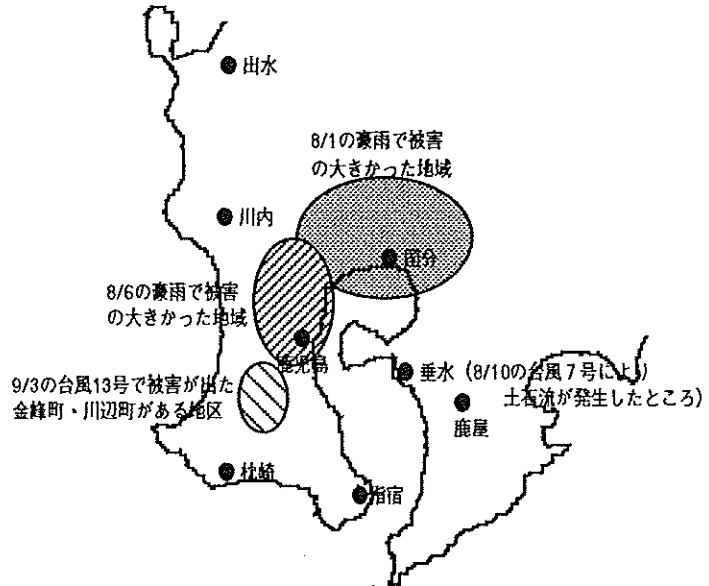 出水
8/1の豪雨で被害
の大きかった地域
川内
国分
8/6の豪雨で被害
の大きかった地域
鹿児島
9/3の台風13号で被害が出た
金峰町・川辺町がある地区
垂水（8/10の台風７号により
土石流が発生したところ）
鹿屋
枕崎
指宿